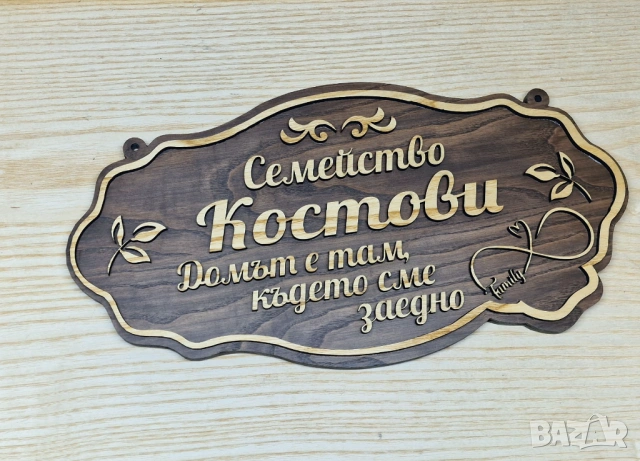 Семейство
Костови
Домът е там,
където сме
заедно
family
BAZAR